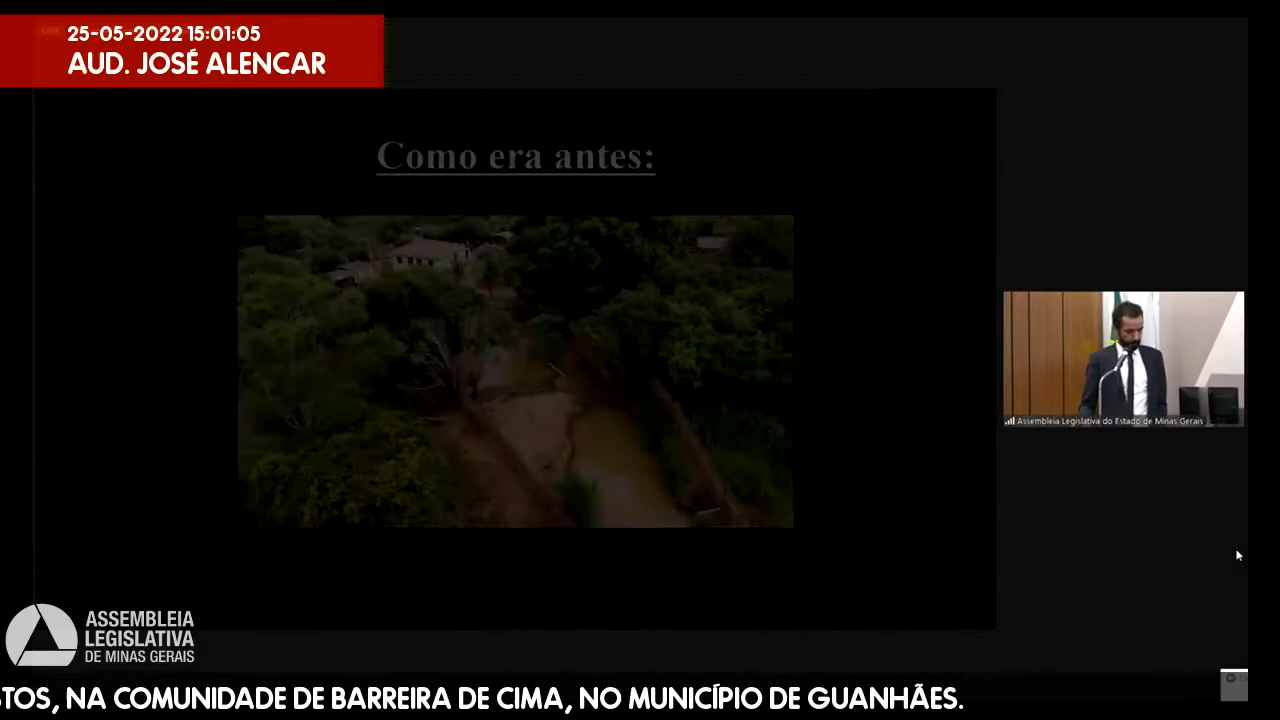 25-05-2022 15:01:05
AUD. JOSÉ ALENCAR
Como era antes:
Assembleia Legislativa do Estado de Minas Gerais
ASSEMBLEIA
LEGISLATIVA
DE MINAS GERAIS
NA COMUNIDADE DE BARREIRA DE CIMA, NO MUNICÍPIO DE GUANHÃES.